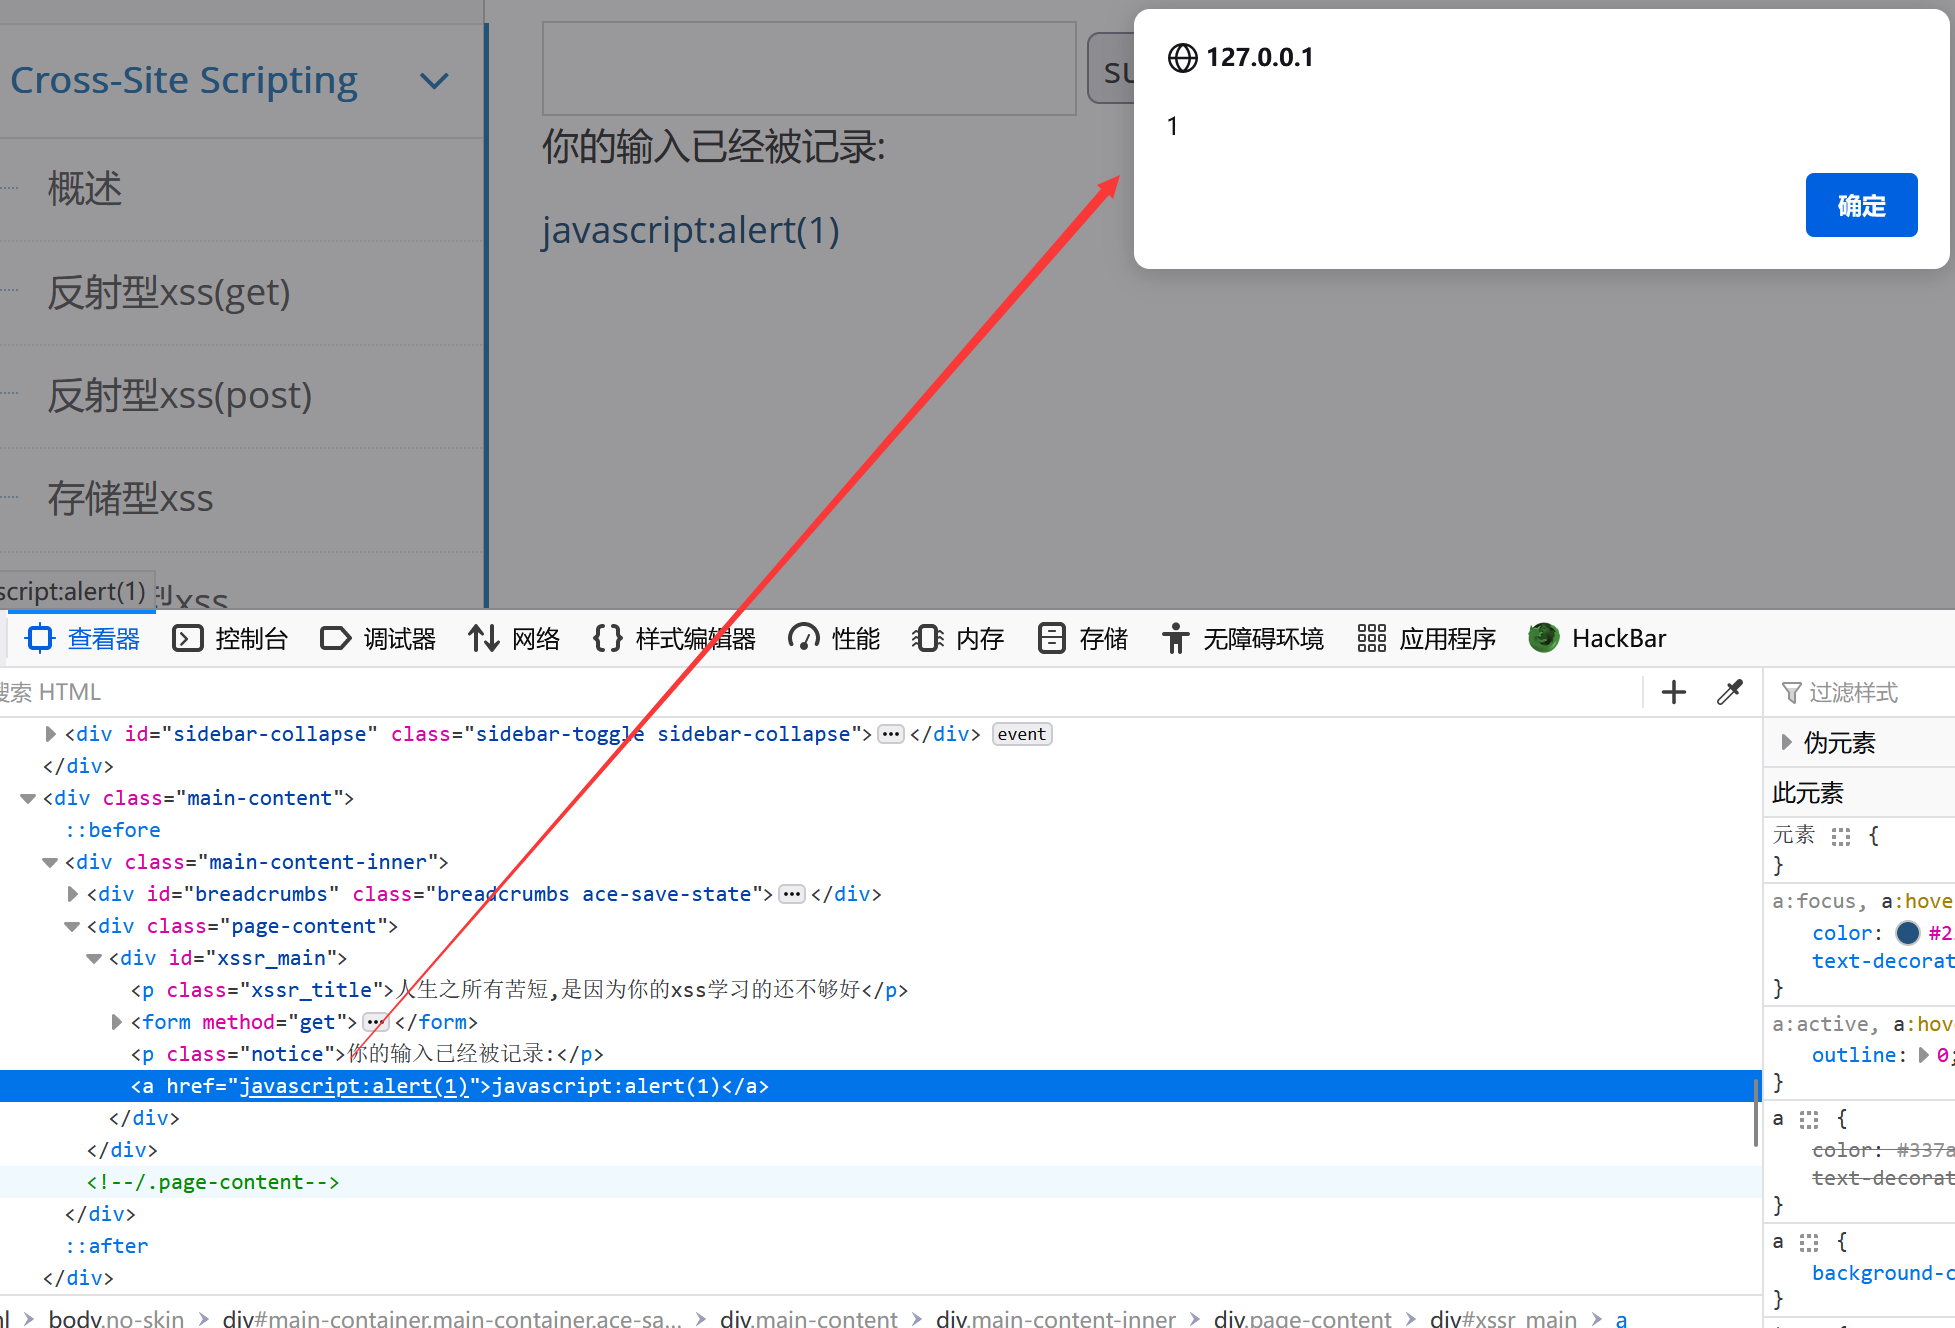 Cross-Site Scripting
概述
反射型xss(get)
反射型xss(post)
存储型xss
xss
script:alert(1)
su
你的输入已经被记录:
javascript:alert(1)
127.0.0.1
1
确定
查看器 控制台 调试器 网络 样式编辑器 性能 内存 存储 无障碍环境 应用程序 HackBar
搜索 HTML
<div id="sidebar-collapse" class="sidebar-toggle sidebar-collapse">···</div> event
</div>
<div class="main-content">
::before
<div class="main-content-inner">
<div id="breadcrumbs" class="breadcrumbs ace-save-state">···</div>
<div class="page-content">
<div id="xssr_main">
<p class="xssr_title">人生之所有苦短,是因为你的xss学习的还不够好</p>
<form method="get">···</form>
<p class="notice">你的输入已经被记录:</p>
<a href="javascript:alert(1)">javascript:alert(1)</a>
</div>
</div>
<!--/.page-content-->
</div>
::after
</div>
过滤样式
伪元素
此元素
元素 {
}
a:focus, a:hove
color: #2
text-decorat
}
a:active, a:hov
outline: 0;
}
a {
color: #337a
text-decorat
}
a {
background-c
}
l > body.no-skin > div#main-container.main-container.ace-sa… > div.main-content > div.main-content-inner > div.page-content > div#xssr_main > a